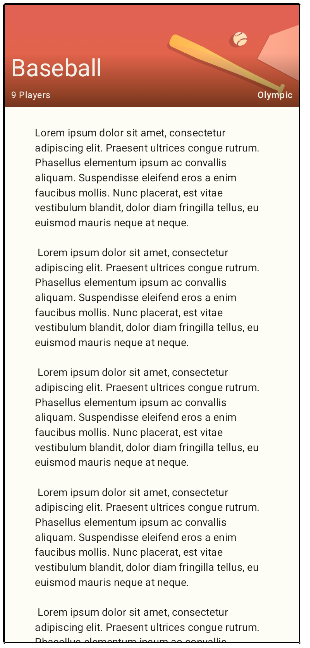 Baseball
9 Players
Olympic
Lorem ipsum dolor sit amet, consectetur
adipiscing elit. Praesent ultrices congue rutrum.
Phasellus elementum ipsum ac convallis
aliquam. Suspendisse eleifend eros a enim
faucibus mollis. Nunc placerat, est vitae
vestibulum blandit, dolor diam fringilla tellus, eu
euismod mauris neque at neque.
Lorem ipsum dolor sit amet, consectetur
adipiscing elit. Praesent ultrices congue rutrum.
Phasellus elementum ipsum ac convallis
aliquam. Suspendisse eleifend eros a enim
faucibus mollis. Nunc placerat, est vitae
vestibulum blandit, dolor diam fringilla tellus, eu
euismod mauris neque at neque.
Lorem ipsum dolor sit amet, consectetur
adipiscing elit. Praesent ultrices congue rutrum.
Phasellus elementum ipsum ac convallis
aliquam. Suspendisse eleifend eros a enim
faucibus mollis. Nunc placerat, est vitae
vestibulum blandit, dolor diam fringilla tellus, eu
euismod mauris neque at neque.
Lorem ipsum dolor sit amet, consectetur
adipiscing elit. Praesent ultrices congue rutrum.
Phasellus elementum ipsum ac convallis
aliquam. Suspendisse eleifend eros a enim
faucibus mollis. Nunc placerat, est vitae
vestibulum blandit, dolor diam fringilla tellus, eu
euismod mauris neque at neque.
Lorem ipsum dolor sit amet, consectetur
adipiscing elit. Praesent ultrices congue rutrum.
Phasellus elementum ipsum ac convallis